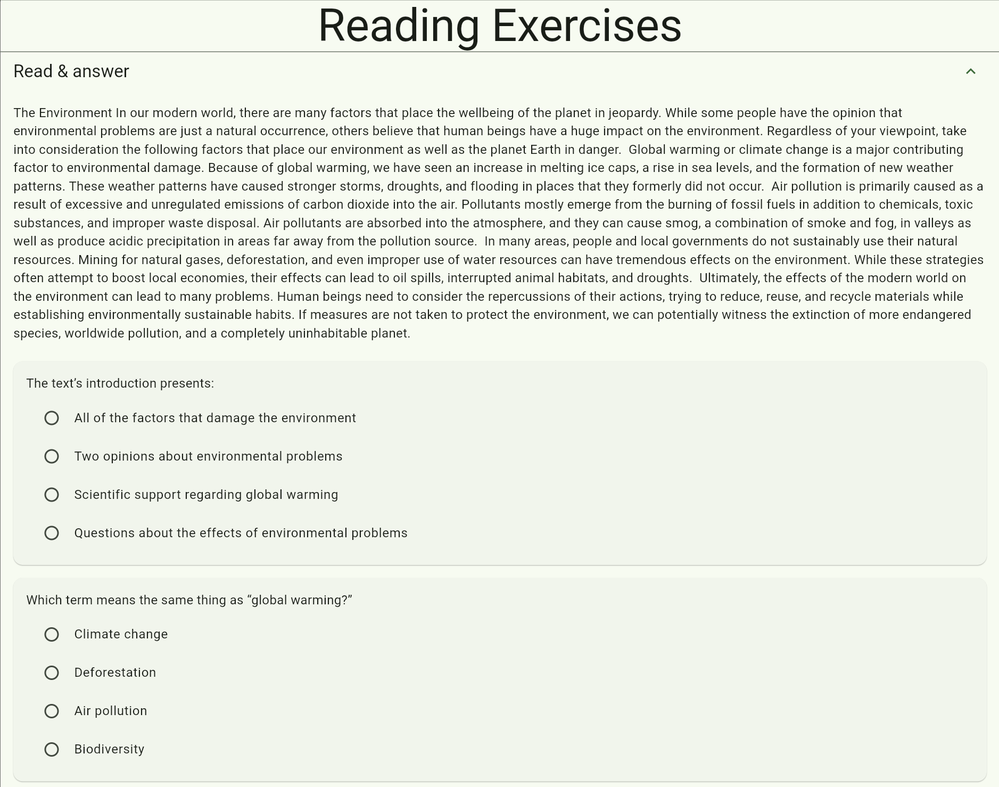 Reading Exercises
Read & answer
The Environment In our modern world, there are many factors that place the wellbeing of the planet in jeopardy. While some people have the opinion that
environmental problems are just a natural occurrence, others believe that human beings have a huge impact on the environment. Regardless of your viewpoint, take
into consideration the following factors that place our environment as well as the planet Earth in danger.  Global warming or climate change is a major contributing
factor to environmental damage. Because of global warming, we have seen an increase in melting ice caps, a rise in sea levels, and the formation of new weather
patterns. These weather patterns have caused stronger storms, droughts, and flooding in places that they formerly did not occur.  Air pollution is primarily caused as a
result of excessive and unregulated emissions of carbon dioxide into the air. Pollutants mostly emerge from the burning of fossil fuels in addition to chemicals, toxic
substances, and improper waste disposal. Air pollutants are absorbed into the atmosphere, and they can cause smog, a combination of smoke and fog, in valleys as
well as produce acidic precipitation in areas far away from the pollution source.  In many areas, people and local governments do not sustainably use their natural
resources. Mining for natural gases, deforestation, and even improper use of water resources can have tremendous effects on the environment. While these strategies
often attempt to boost local economies, their effects can lead to oil spills, interrupted animal habitats, and droughts.  Ultimately, the effects of the modern world on
the environment can lead to many problems. Human beings need to consider the repercussions of their actions, trying to reduce, reuse, and recycle materials while
establishing environmentally sustainable habits. If measures are not taken to protect the environment, we can potentially witness the extinction of more endangered
species, worldwide pollution, and a completely uninhabitable planet.
The text’s introduction presents:
All of the factors that damage the environment
Two opinions about environmental problems
Scientific support regarding global warming
Questions about the effects of environmental problems
Which term means the same thing as “global warming?”
Climate change
Deforestation
Air pollution
Biodiversity